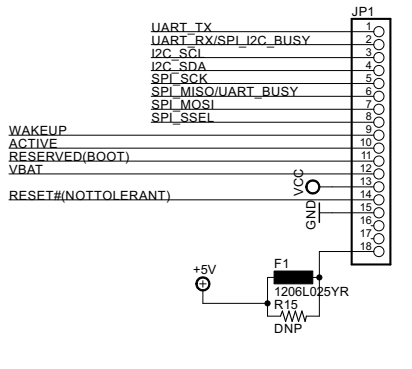 JP1
UART_TX 1
UART_RX/SPI_I2C_BUSY 2
I2C_SCL 3
I2C_SDA 4
SPI_SCK 5
SPI_MISO/UART_BUSY 6
SPI_MOSI 7
SPI_SSEL 8
WAKEUP 9
ACTIVE 10
RESERVED(BOOT) 11
VBAT 12
VCC 13
RESET#(NOTTOLERANT) 14
GND 15
16
17
18
F1
+5V
1206L025YR
R15
DNP